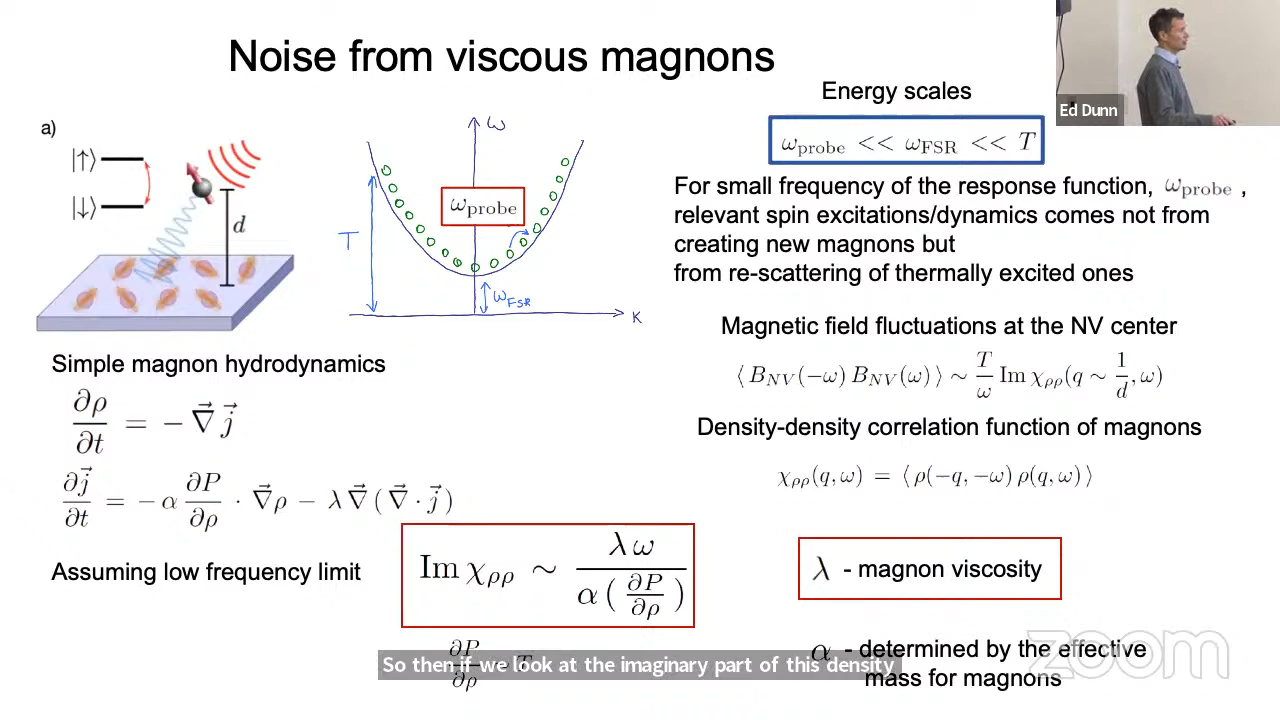 Noise from viscous magnons
Ed Dunn
a)
|↑⟩
|↓⟩
d
ω
ω_probe
T
ω_FSR
K
Energy scales
ω_probe << ω_FSR << T
For small frequency of the response function, ω_probe ,
relevant spin excitations/dynamics comes not from
creating new magnons but
from re-scattering of thermally excited ones
Magnetic field fluctuations at the NV center
⟨ B_NV(−ω) B_NV(ω) ⟩ ∼ T/ω Im χ_ρρ(q ∼ 1/d, ω)
Density-density correlation function of magnons
χ_ρρ(q, ω) = ⟨ ρ(−q, −ω) ρ(q, ω) ⟩
Simple magnon hydrodynamics
∂ρ/∂t = − ∇⃗ j⃗
∂j⃗/∂t = − α ∂P/∂ρ · ∇⃗ρ − λ ∇⃗ ( ∇⃗ · j⃗ )
Assuming low frequency limit
Im χ_ρρ ∼ λ ω / α ( ∂P/∂ρ )
λ - magnon viscosity
∂P/∂ρ
α - determined by the effective
mass for magnons
So then if we look at the imaginary part of this density
zoom